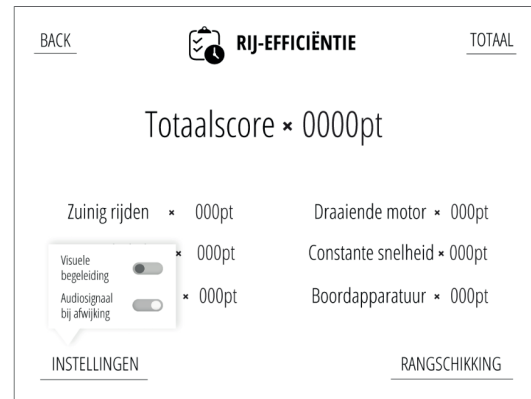 BACK
RIJ-EFFICIËNTIE
TOTAAL
Totaalscore × 0000pt
Zuinig rijden × 000pt
Draaiende motor × 000pt
× 000pt
Constante snelheid × 000pt
× 000pt
Boordapparatuur × 000pt
Visuele
begeleiding
Audiosignaal
bij afwijking
INSTELLINGEN
RANGSCHIKKING